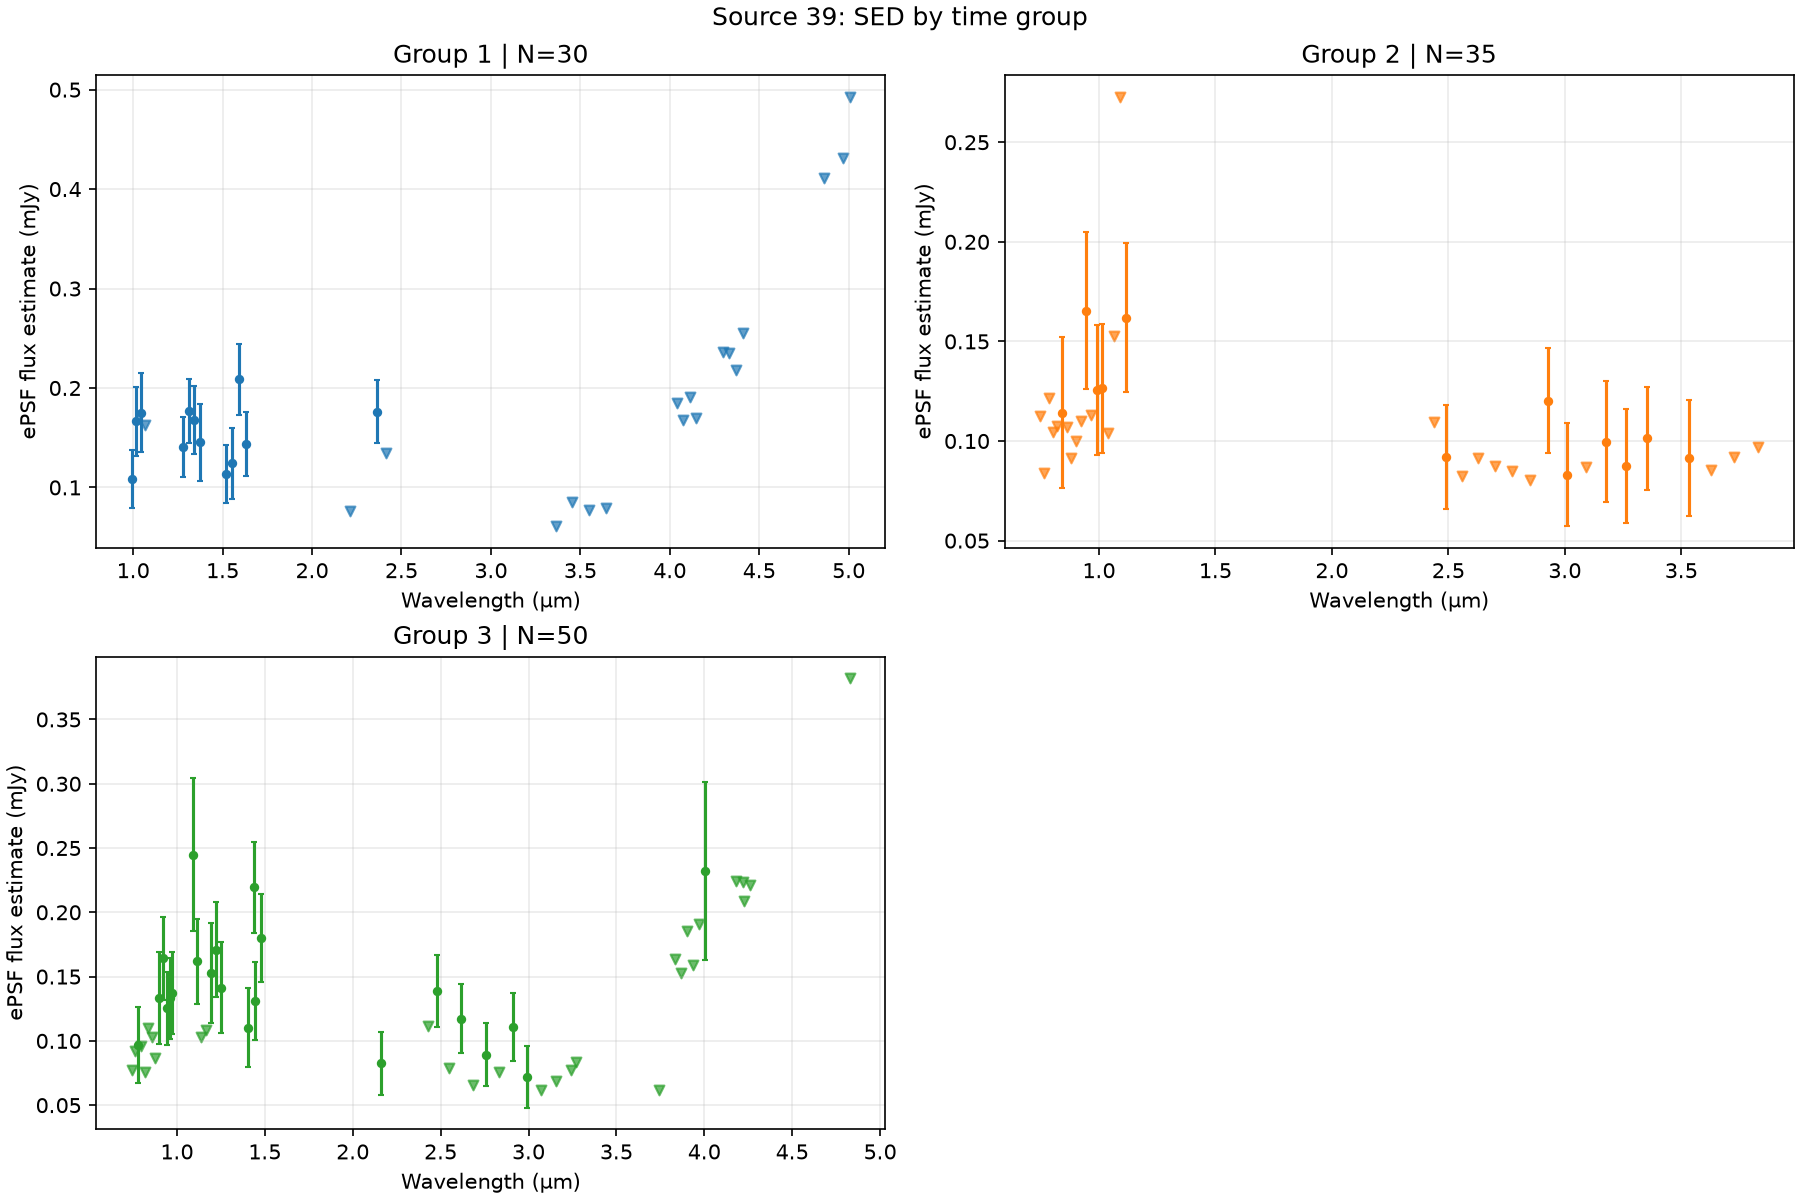 Source 39: SED by time group
Group 1 | N=30
ePSF flux estimate (mJy)
0.5
0.4
0.3
0.2
0.1
1.0 1.5 2.0 2.5 3.0 3.5 4.0 4.5 5.0
Wavelength (µm)
Group 2 | N=35
ePSF flux estimate (mJy)
0.25
0.20
0.15
0.10
0.05
1.0 1.5 2.0 2.5 3.0 3.5
Wavelength (µm)
Group 3 | N=50
ePSF flux estimate (mJy)
0.35
0.30
0.25
0.20
0.15
0.10
0.05
1.0 1.5 2.0 2.5 3.0 3.5 4.0 4.5 5.0
Wavelength (µm)